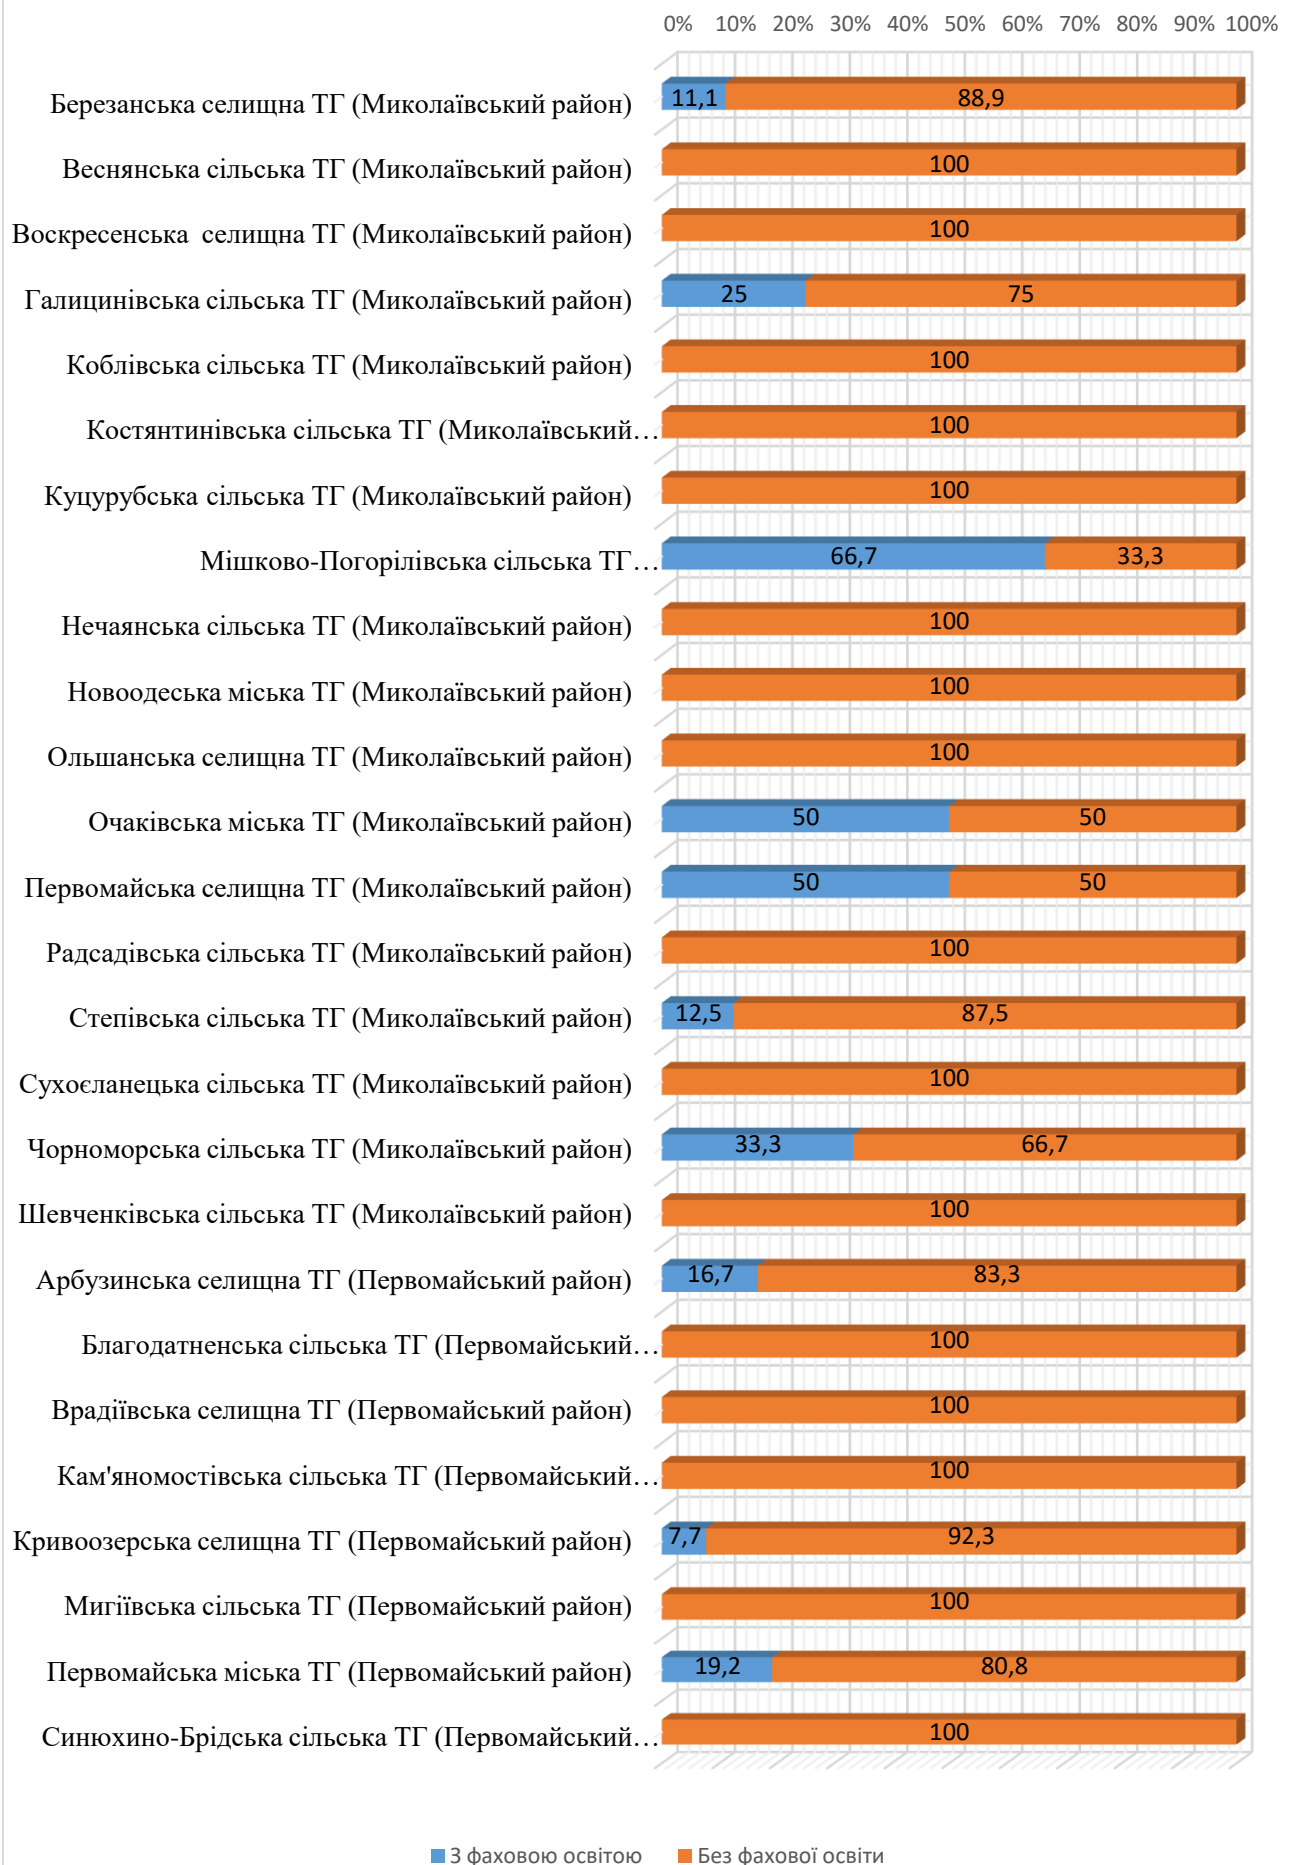 0% 10% 20% 30% 40% 50% 60% 70% 80% 90% 100%
Березанська селищна ТГ (Миколаївський район) 11,1 88,9
Веснянська сільська ТГ (Миколаївський район) 100
Воскресенська селищна ТГ (Миколаївський район) 100
Галицинівська сільська ТГ (Миколаївський район) 25 75
Коблівська сільська ТГ (Миколаївський район) 100
Костянтинівська сільська ТГ (Миколаївський… 100
Куцурубська сільська ТГ (Миколаївський район) 100
Мішково-Погорілівська сільська ТГ… 66,7 33,3
Нечаянська сільська ТГ (Миколаївський район) 100
Новоодеська міська ТГ (Миколаївський район) 100
Ольшанська селищна ТГ (Миколаївський район) 100
Очаківська міська ТГ (Миколаївський район) 50 50
Первомайська селищна ТГ (Миколаївський район) 50 50
Радсадівська сільська ТГ (Миколаївський район) 100
Степівська сільська ТГ (Миколаївський район) 12,5 87,5
Сухоєланецька сільська ТГ (Миколаївський район) 100
Чорноморська сільська ТГ (Миколаївський район) 33,3 66,7
Шевченківська сільська ТГ (Миколаївський район) 100
Арбузинська селищна ТГ (Первомайський район) 16,7 83,3
Благодатненська сільська ТГ (Первомайський… 100
Врадіївська селищна ТГ (Первомайський район) 100
Кам'яномостівська сільська ТГ (Первомайський… 100
Кривоозерська селищна ТГ (Первомайський район) 7,7 92,3
Мигіївська сільська ТГ (Первомайський район) 100
Первомайська міська ТГ (Первомайський район) 19,2 80,8
Синюхино-Брідська сільська ТГ (Первомайський… 100
З фаховою освітою Без фахової освіти